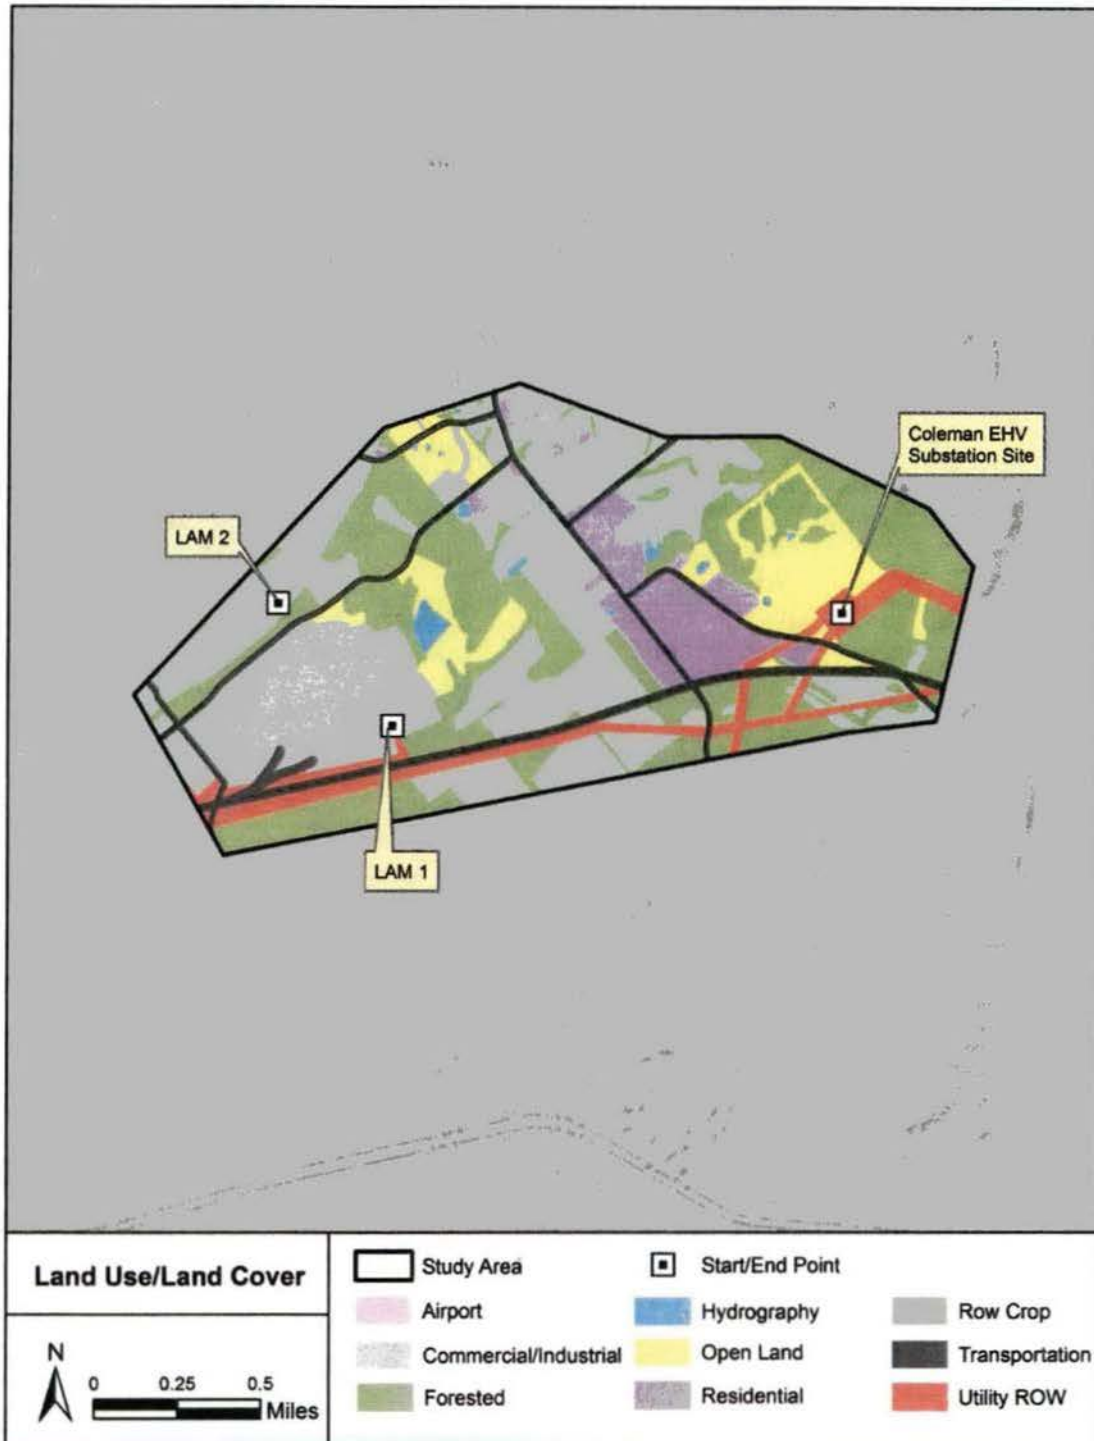 Coleman EHV
Substation Site
LAM 2
LAM 1
Land Use/Land Cover
N
0 0.25 0.5
Miles
Study Area
Start/End Point
Airport
Hydrography
Row Crop
Commercial/Industrial
Open Land
Transportation
Forested
Residential
Utility ROW